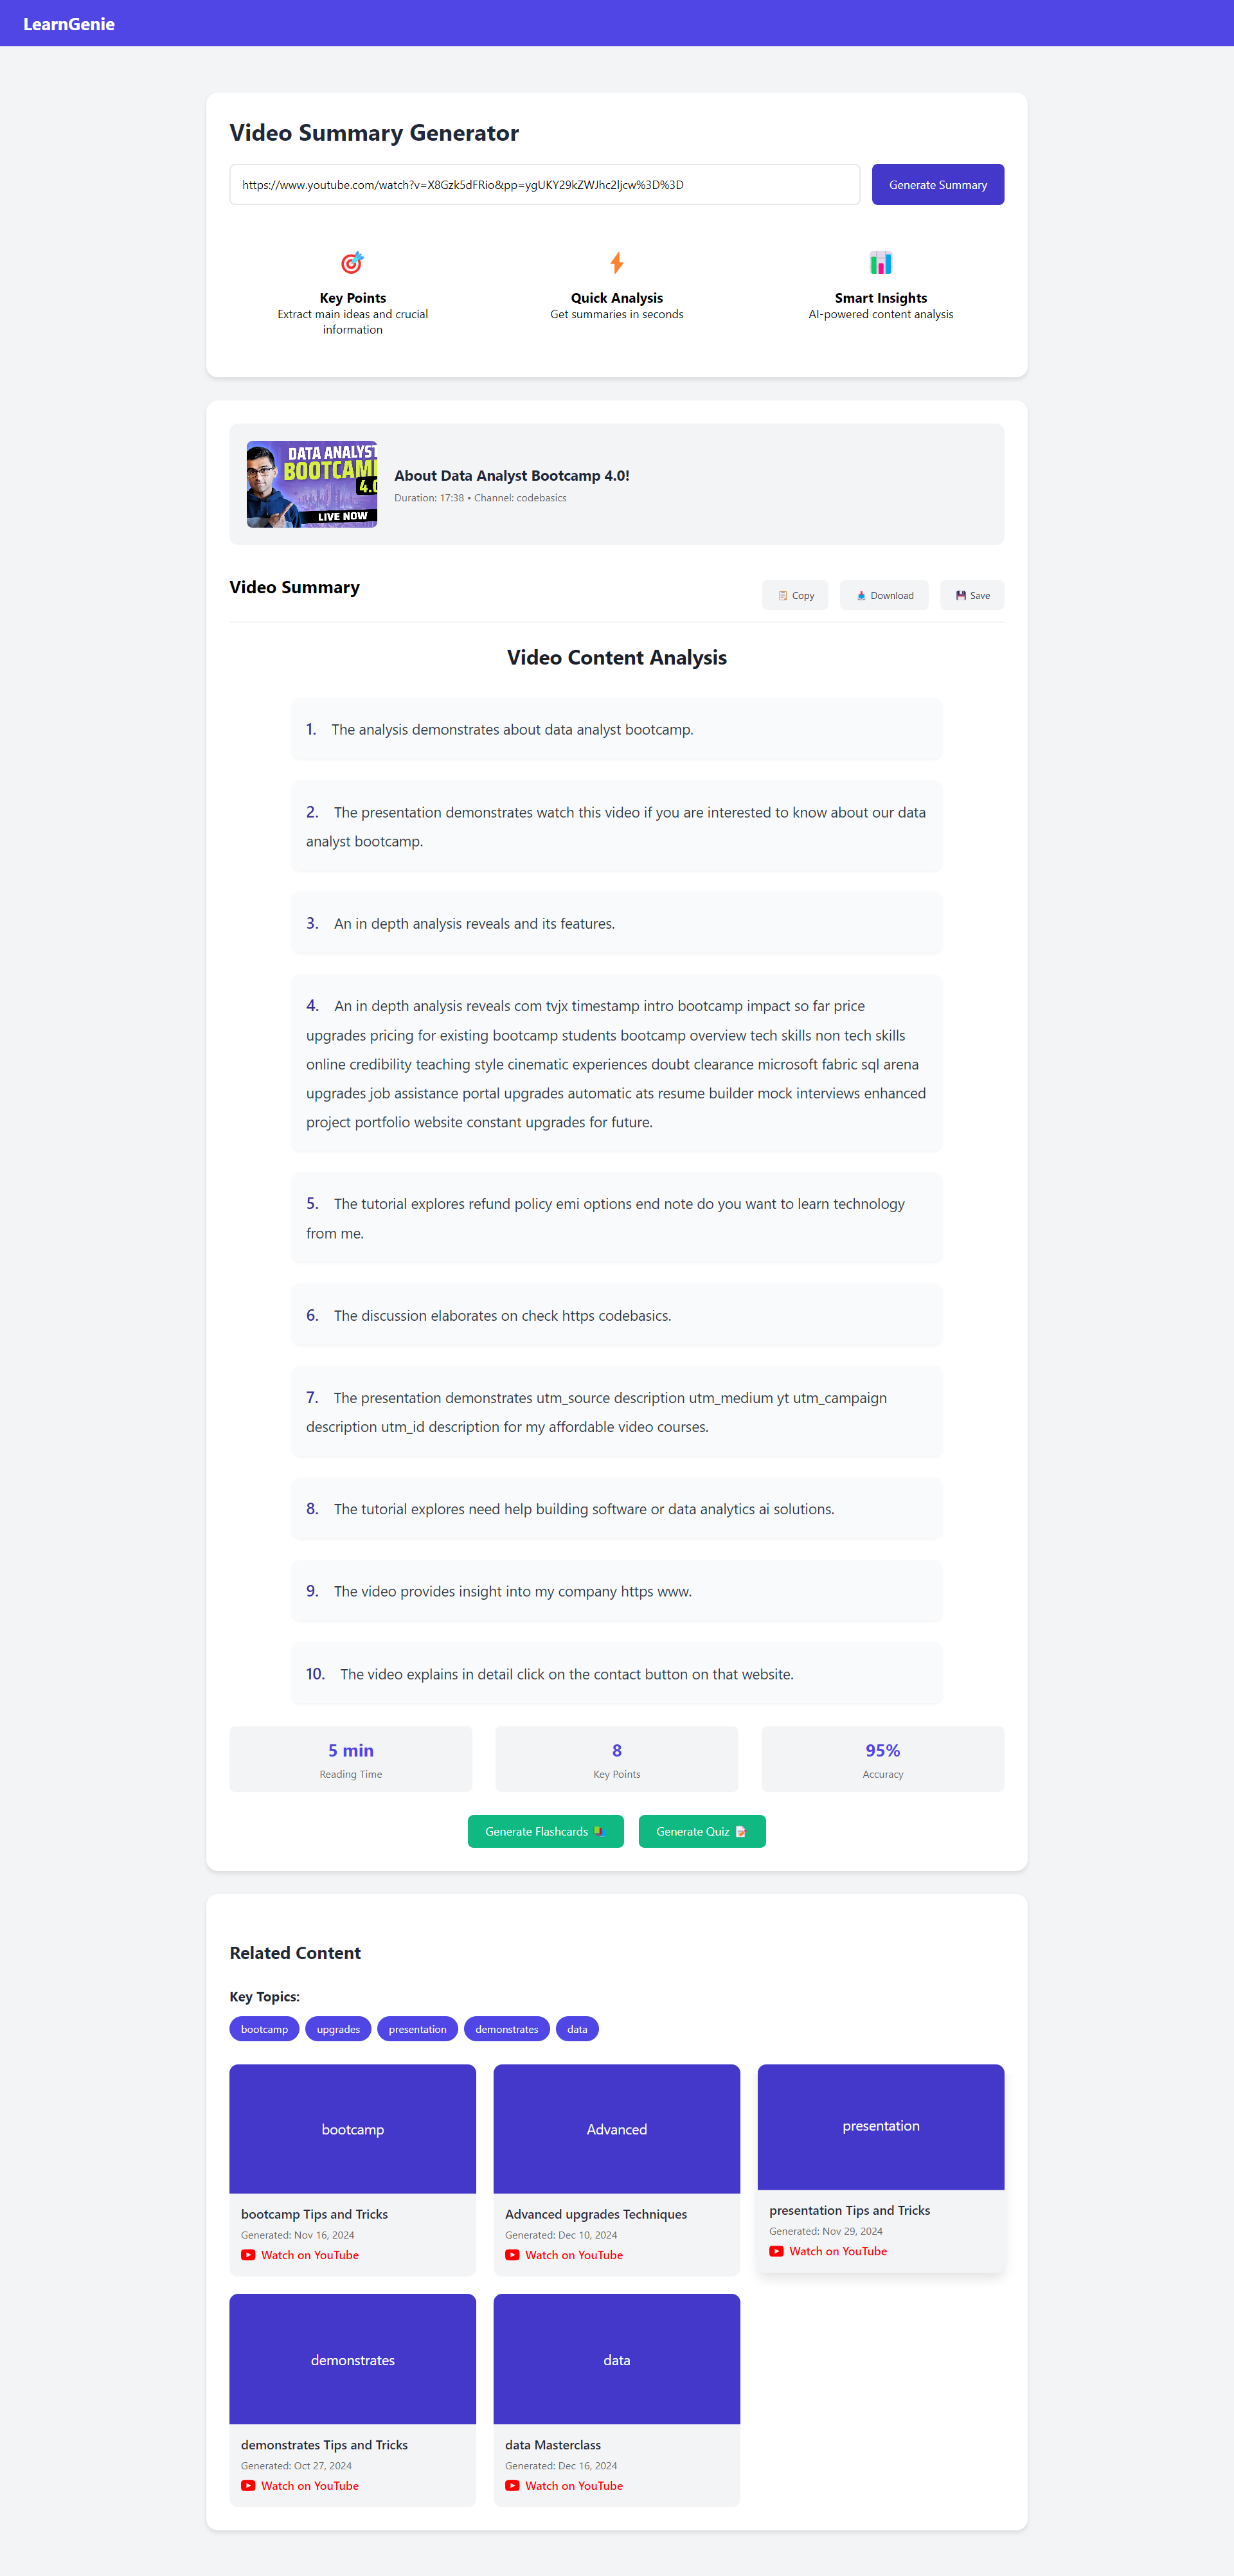 LearnGenie
Video Summary Generator
https://www.youtube.com/watch?v=X8Gzk5dFRio&pp=ygUKY29kZWJhc2ljcw%3D%3D
Generate Summary
Key Points
Extract main ideas and crucial
information
Quick Analysis
Get summaries in seconds
Smart Insights
AI-powered content analysis
DATA ANALYST
BOOTCAM
4.0
LIVE NOW
About Data Analyst Bootcamp 4.0!
Duration: 17:38 • Channel: codebasics
Video Summary
Copy
Download
Save
Video Content Analysis
1. The analysis demonstrates about data analyst bootcamp.
2. The presentation demonstrates watch this video if you are interested to know about our data
analyst bootcamp.
3. An in depth analysis reveals and its features.
4. An in depth analysis reveals com tvjx timestamp intro bootcamp impact so far price
upgrades pricing for existing bootcamp students bootcamp overview tech skills non tech skills
online credibility teaching style cinematic experiences doubt clearance microsoft fabric sql arena
upgrades job assistance portal upgrades automatic ats resume builder mock interviews enhanced
project portfolio website constant upgrades for future.
5. The tutorial explores refund policy emi options end note do you want to learn technology
from me.
6. The discussion elaborates on check https codebasics.
7. The presentation demonstrates utm_source description utm_medium yt utm_campaign
description utm_id description for my affordable video courses.
8. The tutorial explores need help building software or data analytics ai solutions.
9. The video provides insight into my company https www.
10. The video explains in detail click on the contact button on that website.
5 min
Reading Time
8
Key Points
95%
Accuracy
Generate Flashcards
Generate Quiz
Related Content
Key Topics:
bootcamp
upgrades
presentation
demonstrates
data
bootcamp
bootcamp Tips and Tricks
Generated: Nov 16, 2024
Watch on YouTube
Advanced
Advanced upgrades Techniques
Generated: Dec 10, 2024
Watch on YouTube
presentation
presentation Tips and Tricks
Generated: Nov 29, 2024
Watch on YouTube
demonstrates
demonstrates Tips and Tricks
Generated: Oct 27, 2024
Watch on YouTube
data
data Masterclass
Generated: Dec 16, 2024
Watch on YouTube